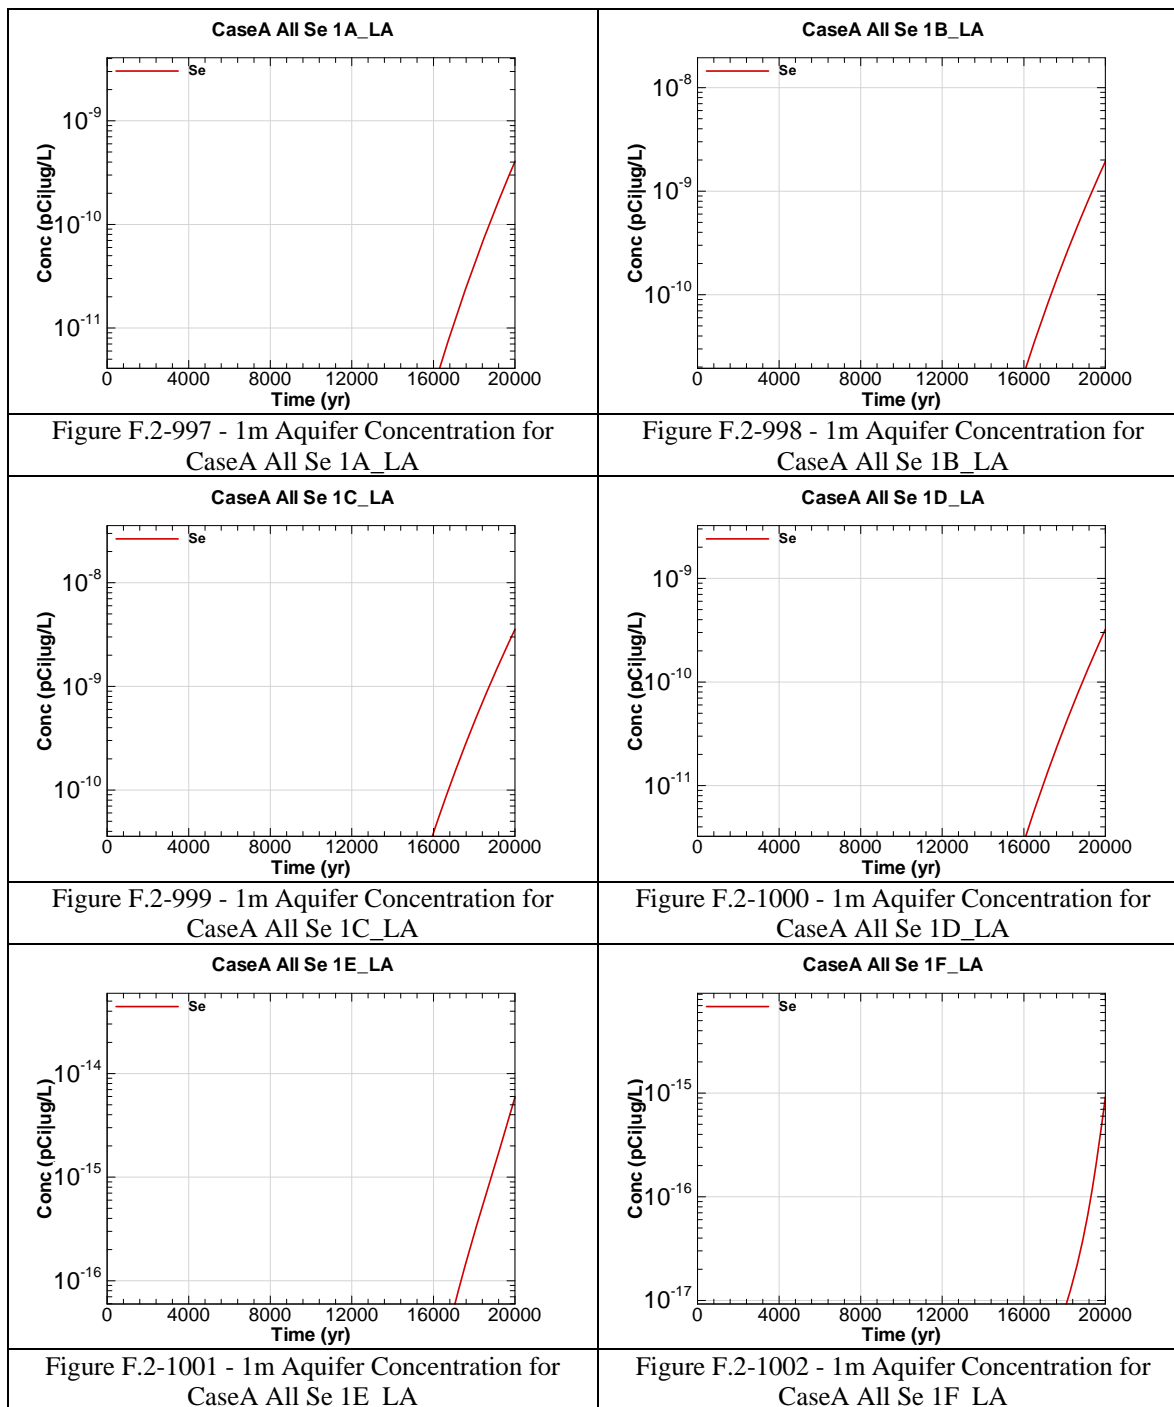 CaseA All Se 1A_LA
Se
Conc (pCi|ug/L)
10-9
10-10
10-11
0 4000 8000 12000 16000 20000
Time (yr)
Figure F.2-997 - 1m Aquifer Concentration for
CaseA All Se 1A_LA
CaseA All Se 1B_LA
Se
Conc (pCi|ug/L)
10-8
10-9
10-10
0 4000 8000 12000 16000 20000
Time (yr)
Figure F.2-998 - 1m Aquifer Concentration for
CaseA All Se 1B_LA
CaseA All Se 1C_LA
Se
Conc (pCi|ug/L)
10-8
10-9
10-10
0 4000 8000 12000 16000 20000
Time (yr)
Figure F.2-999 - 1m Aquifer Concentration for
CaseA All Se 1C_LA
CaseA All Se 1D_LA
Se
Conc (pCi|ug/L)
10-9
10-10
10-11
0 4000 8000 12000 16000 20000
Time (yr)
Figure F.2-1000 - 1m Aquifer Concentration for
CaseA All Se 1D_LA
CaseA All Se 1E_LA
Se
Conc (pCi|ug/L)
10-14
10-15
10-16
0 4000 8000 12000 16000 20000
Time (yr)
Figure F.2-1001 - 1m Aquifer Concentration for
CaseA All Se 1E_LA
CaseA All Se 1F_LA
Se
Conc (pCi|ug/L)
10-15
10-16
10-17
0 4000 8000 12000 16000 20000
Time (yr)
Figure F.2-1002 - 1m Aquifer Concentration for
CaseA All Se 1F_LA